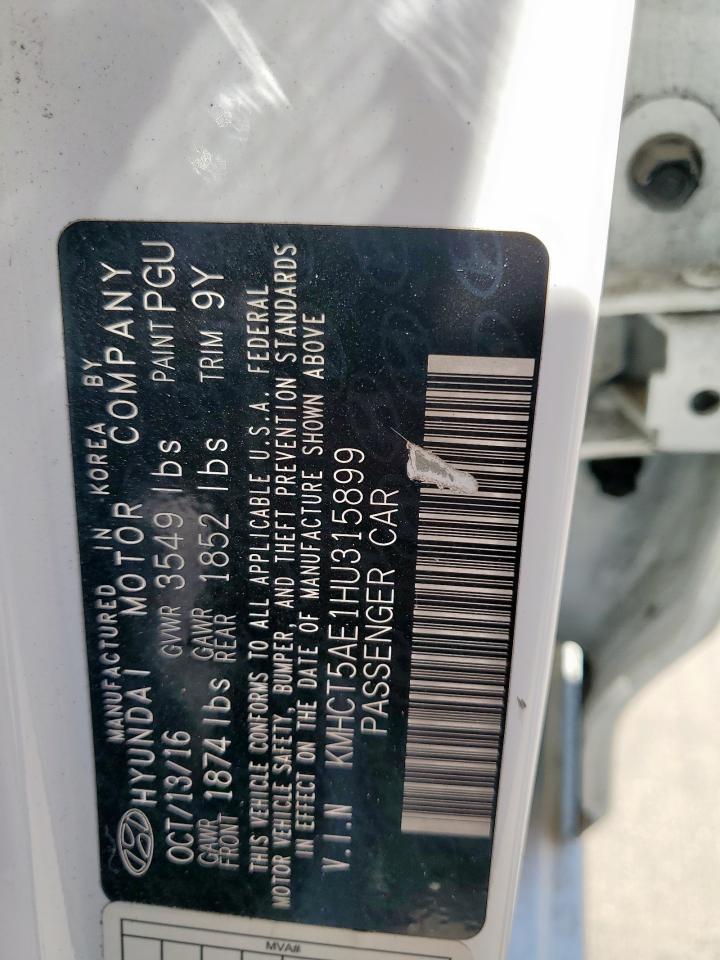 MANUFACTURED IN KOREA BY
HYUNDAI MOTOR COMPANY
OCT/13/16 GVWR 3549 lbs PAINT PGU
GAWR FRONT 1874 lbs GAWR REAR 1852 lbs TRIM 9Y
THIS VEHICLE CONFORMS TO ALL APPLICABLE U.S.A. FEDERAL
MOTOR VEHICLE SAFETY, BUMPER, AND THEFT PREVENTION STANDARDS
IN EFFECT ON THE DATE OF MANUFACTURE SHOWN ABOVE
V.I.N KMHCT5AE1HU315899
PASSENGER CAR
MVA#